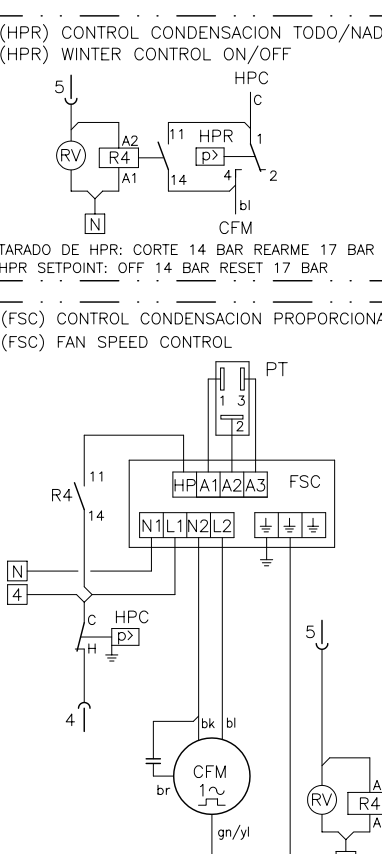 (HPR) CONTROL CONDENSACION TODO/NAD
(HPR) WINTER CONTROL ON/OFF
HPC
5
C
11
HPR
1
A2
RV
R4
p>
A1
14
4
2
N
bl
CFM
TARADO DE HPR: CORTE 14 BAR REARME 17 BAR
HPR SETPOINT: OFF 14 BAR RESET 17 BAR
(FSC) CONTROL CONDENSACION PROPORCIONA
(FSC) FAN SPEED CONTROL
PT
1 3
2
11
HP A1 A2 A3
FSC
R4
14
N1 L1 N2 L2
N
4
C
HPC
p>
H
5
4
bk bl
CFM
br
1~
RV
A
R4
A
gn/yl